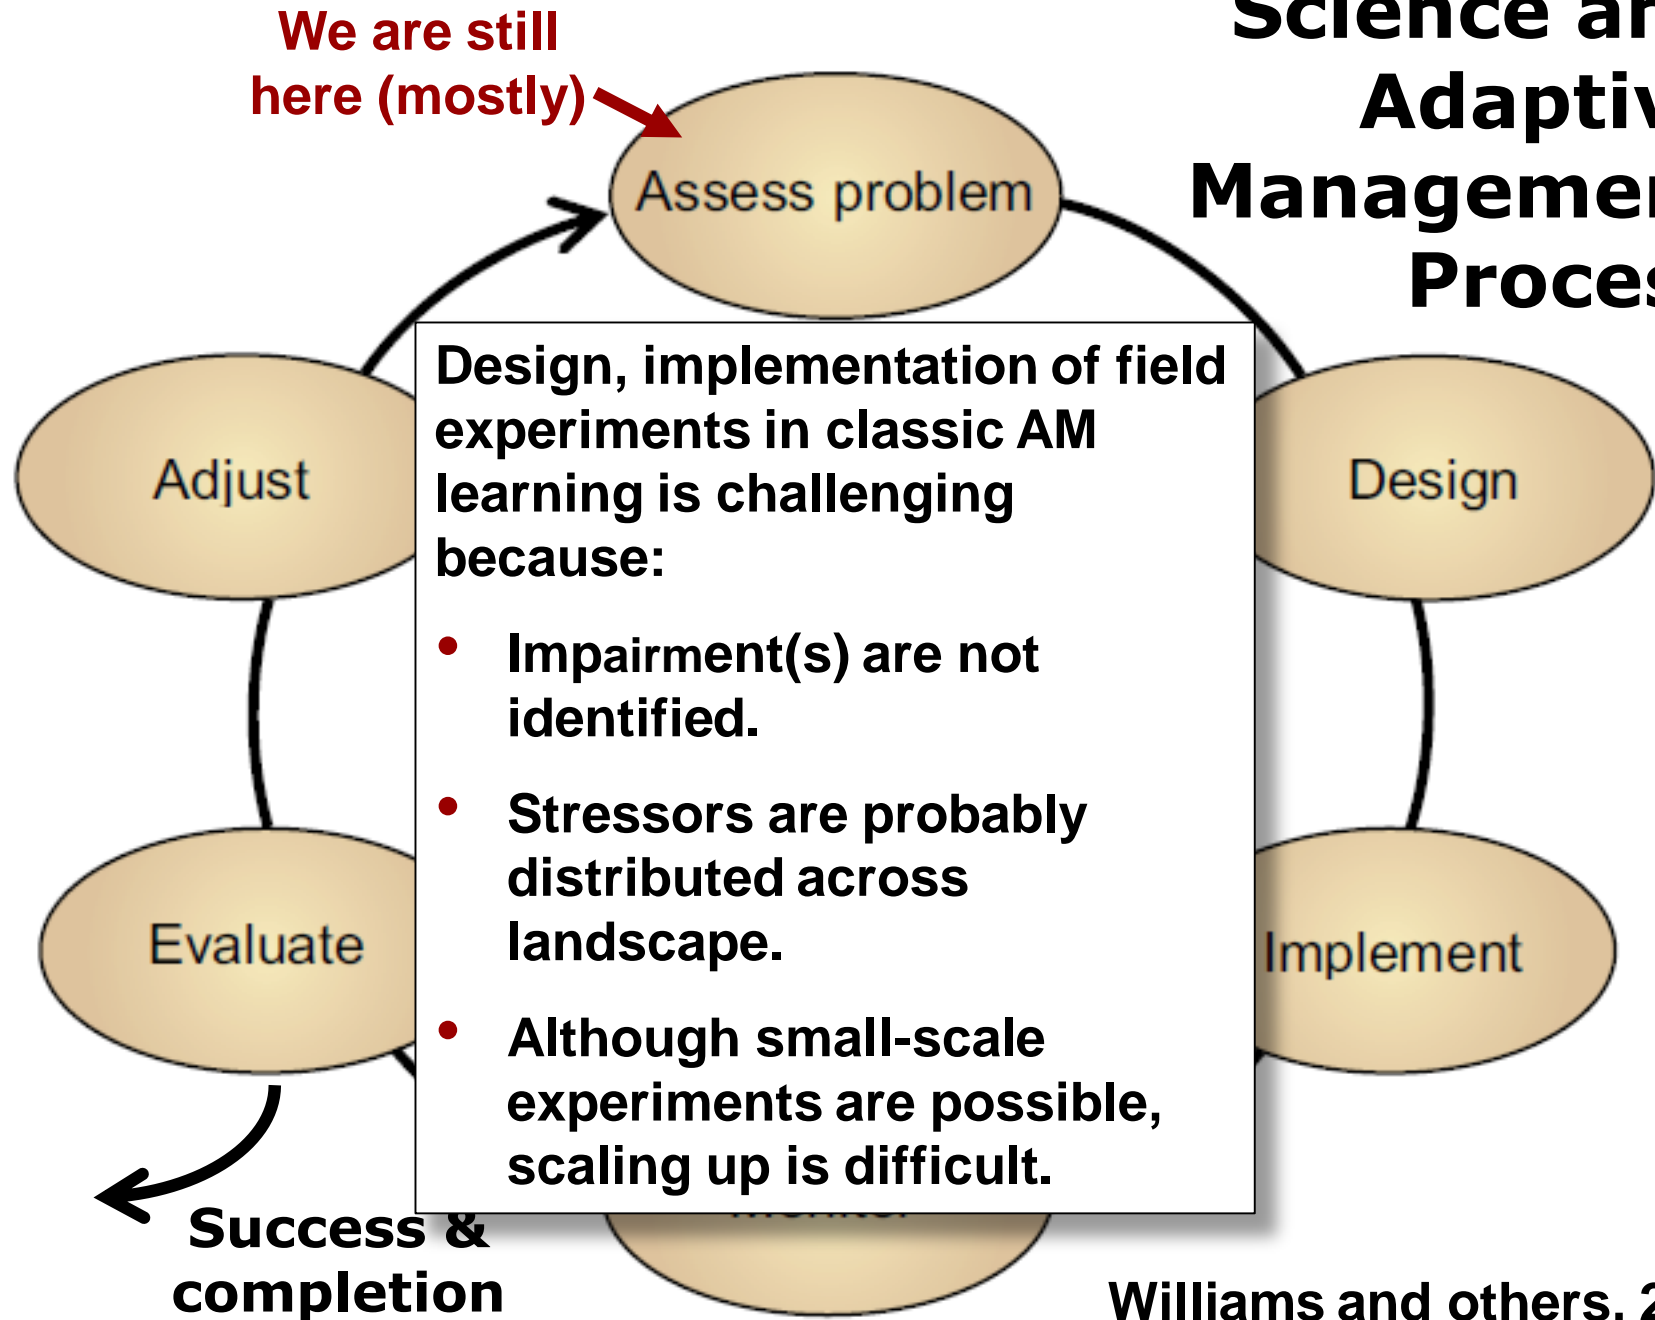 We are still
here (mostly)
Science an
Adaptiv
Managemen
Proces
Assess problem
Adjust
Design
Design, implementation of field
experiments in classic AM
learning is challenging
because:
• Impairment(s) are not
identified.
• Stressors are probably
distributed across
landscape.
• Although small-scale
experiments are possible,
scaling up is difficult.
Evaluate
Implement
Success &
completion
Williams and others, 2